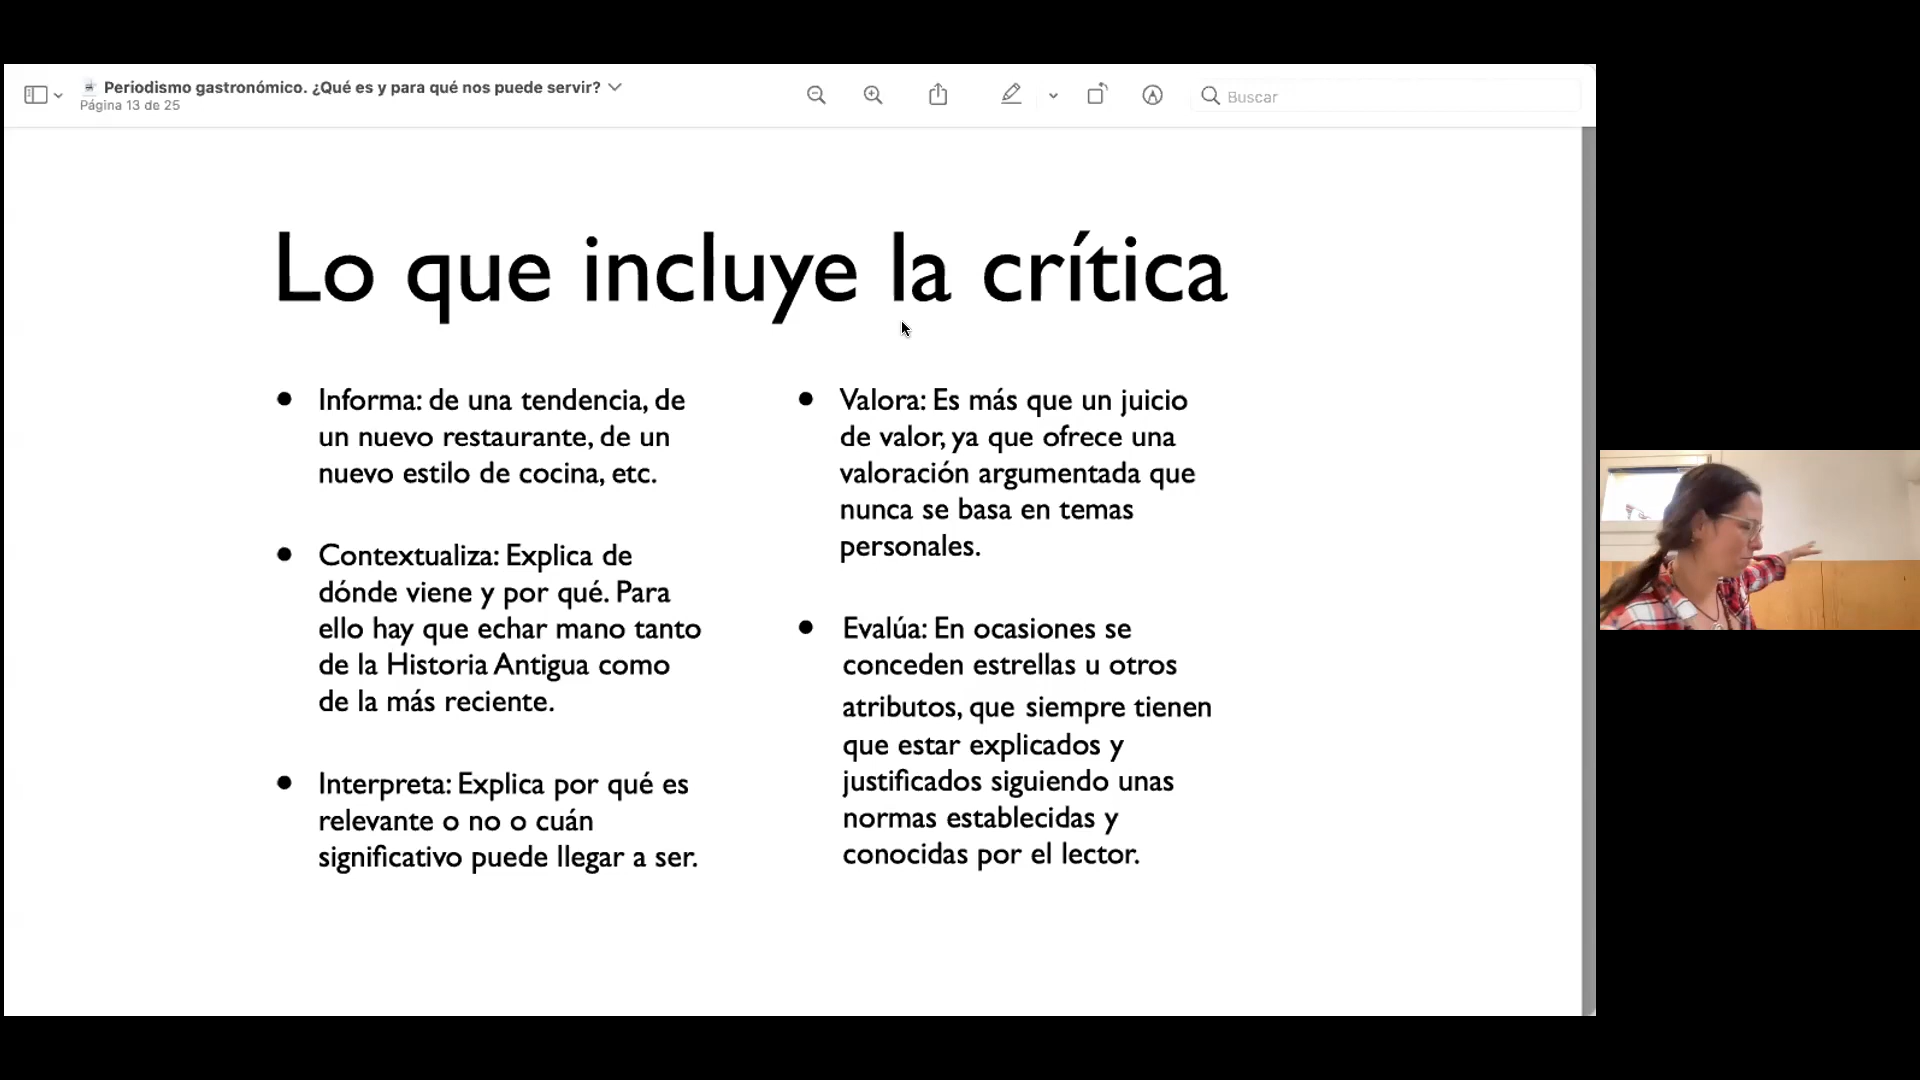 Periodismo gastronómico. ¿Qué es y para qué nos puede servir?
Página 13 de 25
Buscar
Lo que incluye la crítica
• Informa: de una tendencia, de
un nuevo restaurante, de un
nuevo estilo de cocina, etc.
• Contextualiza: Explica de
dónde viene y por qué. Para
ello hay que echar mano tanto
de la Historia Antigua como
de la más reciente.
• Interpreta: Explica por qué es
relevante o no o cuán
significativo puede llegar a ser.
• Valora: Es más que un juicio
de valor, ya que ofrece una
valoración argumentada que
nunca se basa en temas
personales.
• Evalúa: En ocasiones se
conceden estrellas u otros
atributos, que siempre tienen
que estar explicados y
justificados siguiendo unas
normas establecidas y
conocidas por el lector.